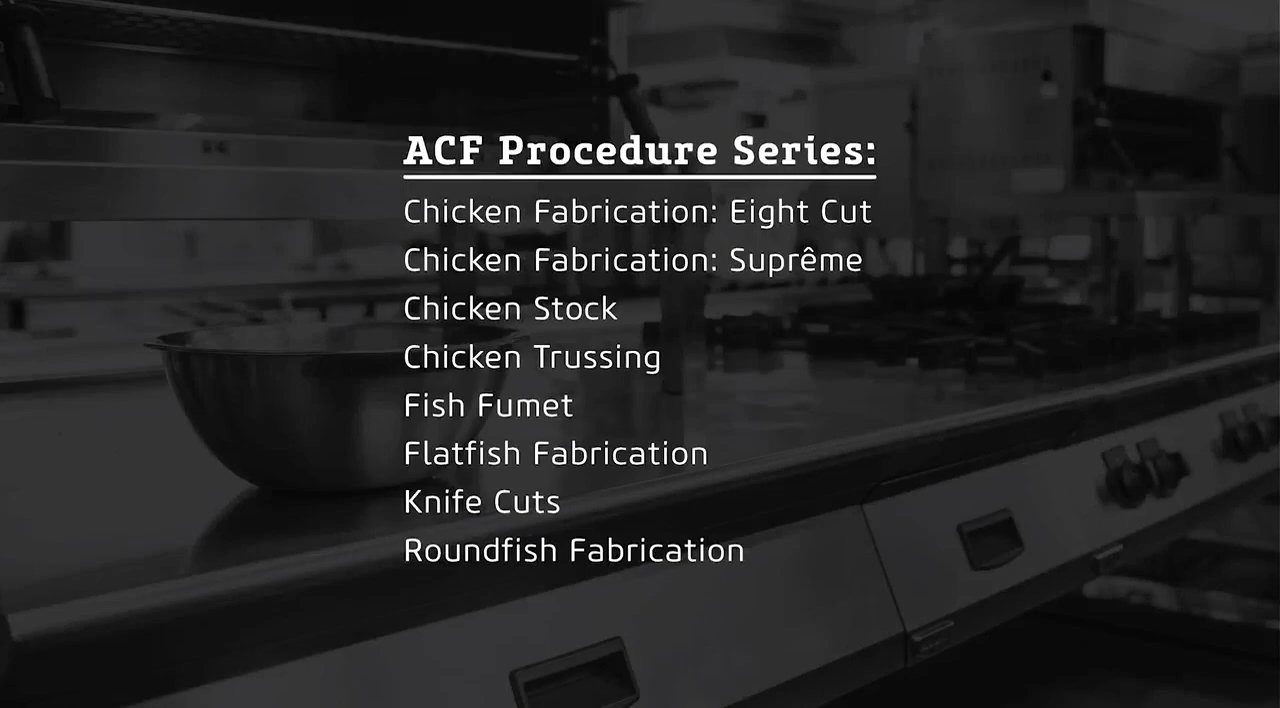 ACF Procedure Series:
Chicken Fabrication: Eight Cut
Chicken Fabrication: Suprême
Chicken Stock
Chicken Trussing
Fish Fumet
Flatfish Fabrication
Knife Cuts
Roundfish Fabrication